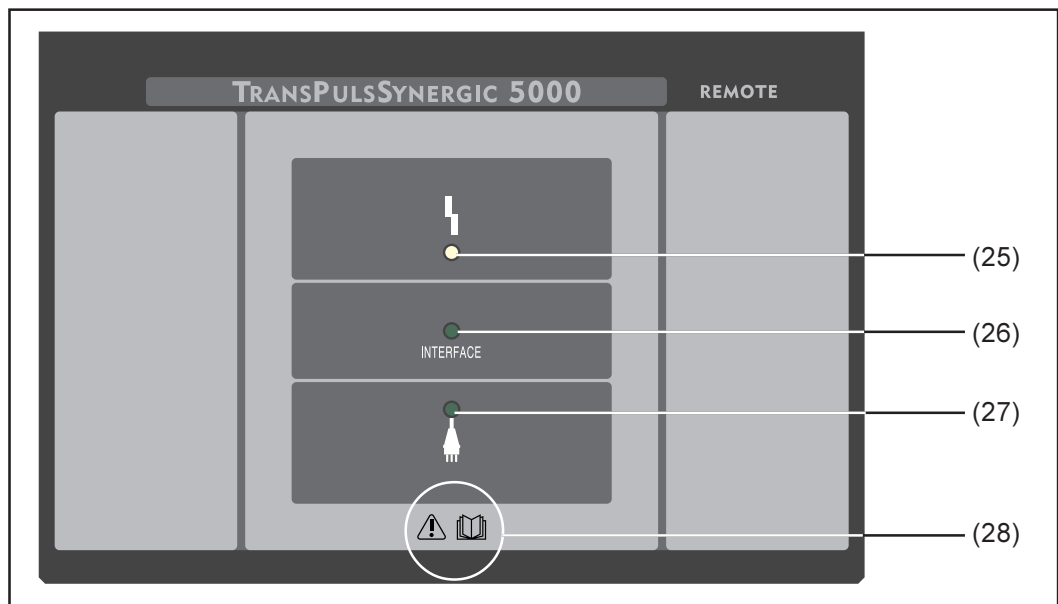 TRANSPULSSYNERGIC 5000 REMOTE
(25)
(26)
INTERFACE
(27)
(28)